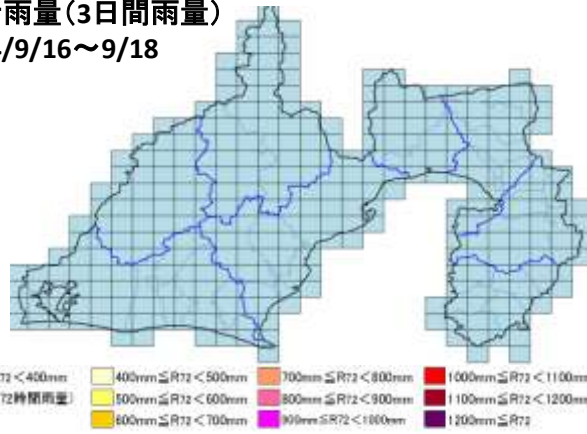 雨量（3日間雨量）
/9/16～9/18
72＜400mm
400mm≦R72＜500mm
700mm≦R72＜800mm
1000mm≦R72＜1100mm
72時間雨量）
500mm≦R72＜600mm
800mm≦R72＜900mm
1100mm≦R72＜1200mm
600mm≦R72＜700mm
900mm≦R72＜1000mm
1200mm≦R72